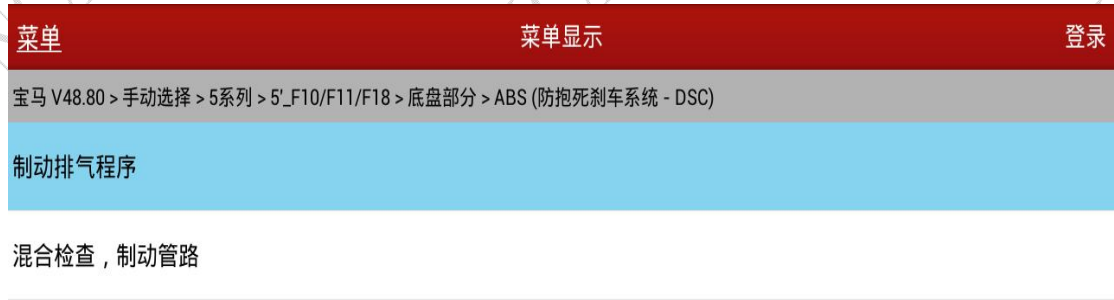 菜单 菜单显示 登录
宝马 V48.80 > 手动选择 > 5系列 > 5'_F10/F11/F18 > 底盘部分 > ABS (防抱死刹车系统 - DSC)
制动排气程序
混合检查，制动管路